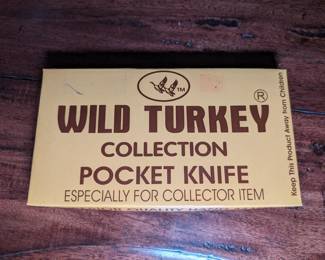 TM
WILD TURKEY ®
COLLECTION
POCKET KNIFE
ESPECIALLY FOR COLLECTOR ITEM
Keep This Product Away from Children